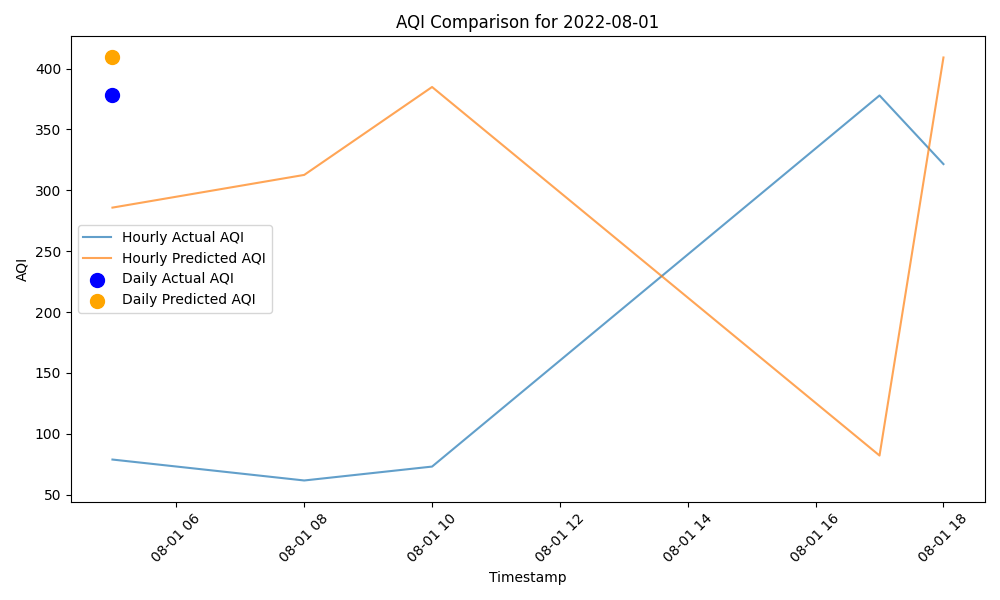 AQI Comparison for 2022-08-01
AQI
400
350
300
250
200
150
100
50
Hourly Actual AQI
Hourly Predicted AQI
Daily Actual AQI
Daily Predicted AQI
08-01 06
08-01 08
08-01 10
08-01 12
08-01 14
08-01 16
08-01 18
Timestamp